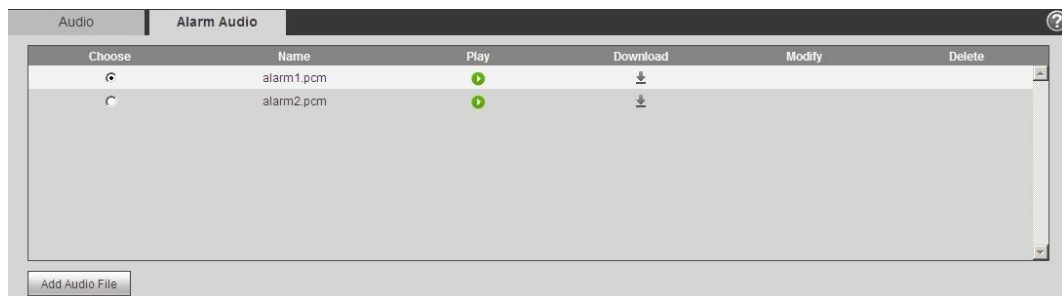 Audio Alarm Audio ?
Choose Name Play Download Modify Delete
alarm1.pcm
alarm2.pcm
Add Audio File